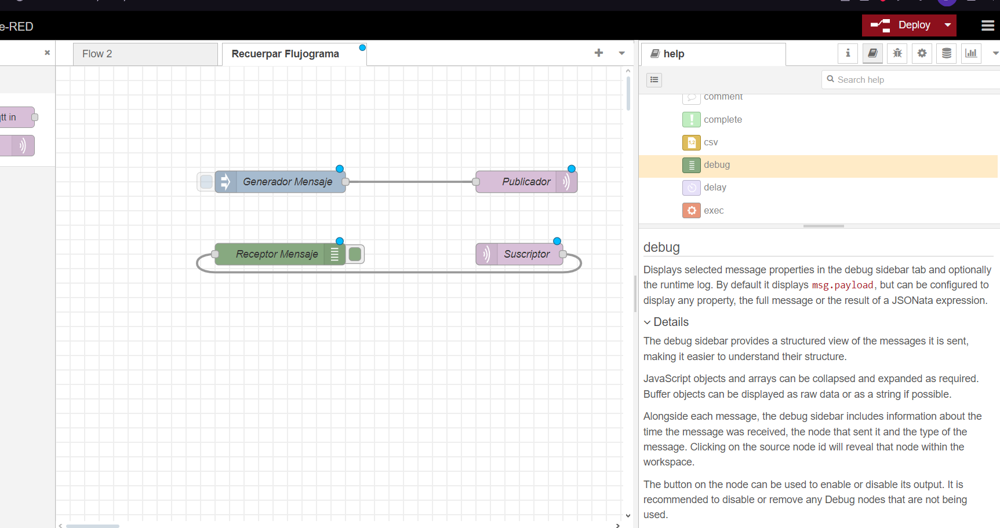 e-RED
Deploy
Flow 2
Recuerpar Flujograma
help
Search help
tt in
comment
complete
1,2
csv
debug
delay
exec
Generador Mensaje
Publicador
Receptor Mensaje
Suscriptor
debug
Displays selected message properties in the debug sidebar tab and optionally
the runtime log. By default it displays msg.payload, but can be configured to
display any property, the full message or the result of a JSONata expression.
Details
The debug sidebar provides a structured view of the messages it is sent,
making it easier to understand their structure.
JavaScript objects and arrays can be collapsed and expanded as required.
Buffer objects can be displayed as raw data or as a string if possible.
Alongside each message, the debug sidebar includes information about the
time the message was received, the node that sent it and the type of the
message. Clicking on the source node id will reveal that node within the
workspace.
The button on the node can be used to enable or disable its output. It is
recommended to disable or remove any Debug nodes that are not being
used.